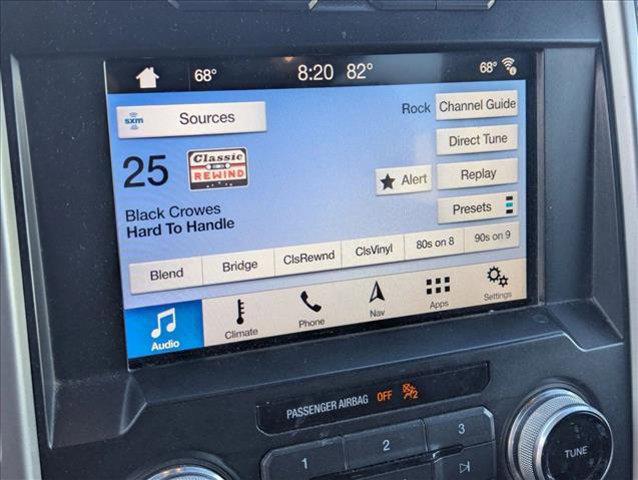 68° 8:20 82° 68°
sxm Sources Rock Channel Guide
Direct Tune
25 Classic REWIND
Alert Replay
Presets
Black Crowes
Hard To Handle
Blend Bridge ClsRewnd ClsVinyl 80s on 8 90s on 9
Audio Climate Phone Nav Apps Settings
PASSENGER AIRBAG OFF 2
1 2 3
TUNE